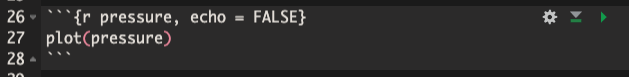 26 ```{r pressure, echo = FALSE}
27 plot(pressure)
28 ```